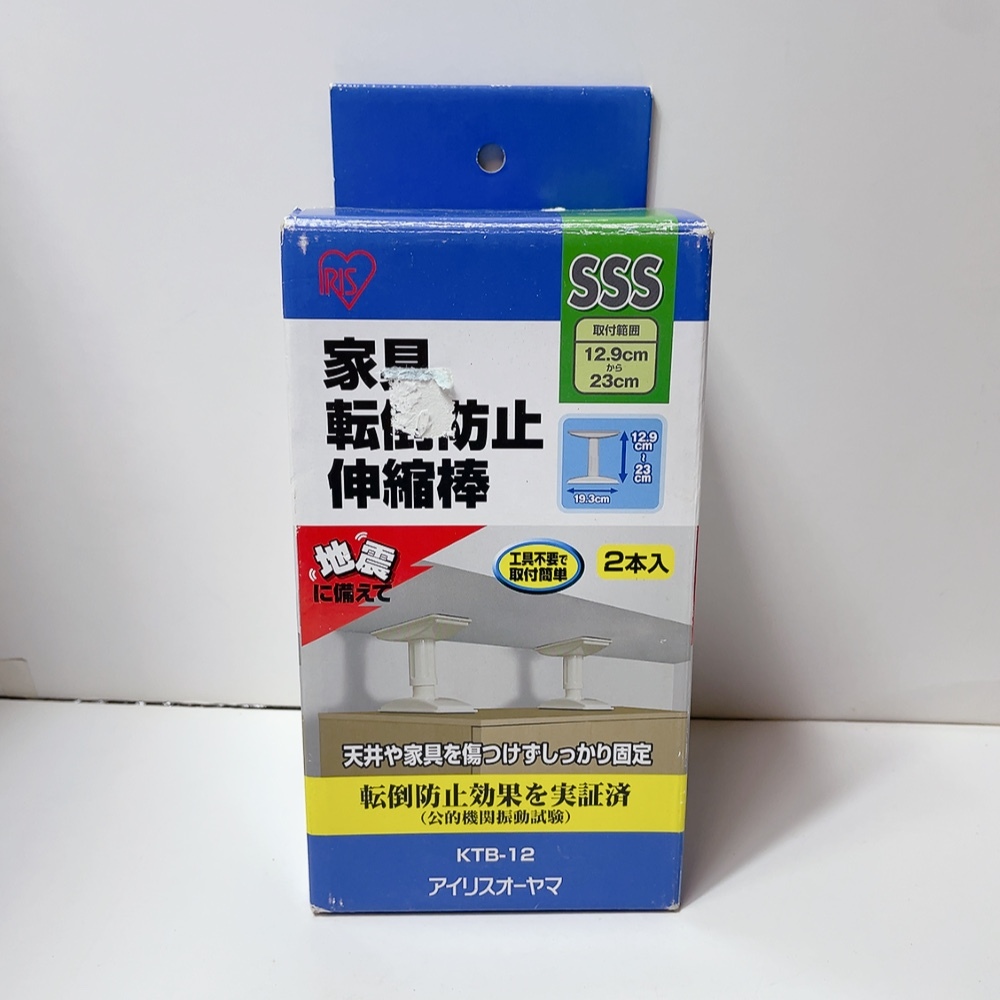 IRIS
SSS
取付範囲
12.9cm
から
23cm
家具
転倒防止
伸縮棒
12.9
cm
~
23
cm
19.3cm
地震
に備えて
工具不要で
取付簡単
2本入
天井や家具を傷つけずしっかり固定
転倒防止効果を実証済
(公的機関振動試験)
KTB-12
アイリスオーヤマ